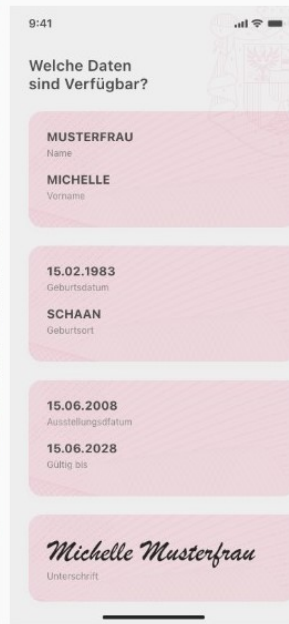 9:41
Welche Daten
sind Verfügbar?
MUSTERFRAU
Name
MICHELLE
Vorname
15.02.1983
Geburtsdatum
SCHAAN
Geburtsort
15.06.2008
Ausstellungsdfatum
15.06.2028
Gültig bis
Michelle Musterfrau
Unterschrift